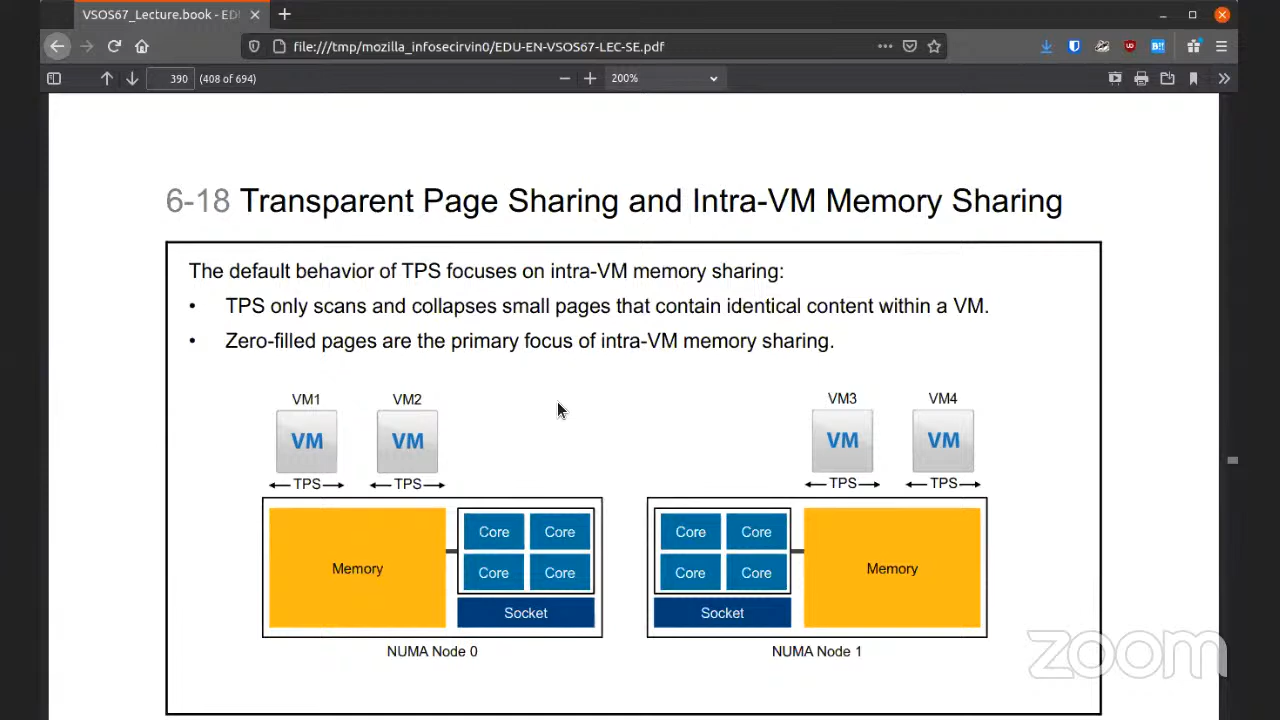 VSOS67_Lecture.book - EDU
file:///tmp/mozilla_infosecirvin0/EDU-EN-VSOS67-LEC-SE.pdf
390 (408 of 694)
200%
6-18 Transparent Page Sharing and Intra-VM Memory Sharing
The default behavior of TPS focuses on intra-VM memory sharing:
• TPS only scans and collapses small pages that contain identical content within a VM.
• Zero-filled pages are the primary focus of intra-VM memory sharing.
VM1 VM2 VM3 VM4
VM VM VM VM
TPS TPS TPS TPS
Core Core Core Core
Memory Memory
Core Core Core Core
Socket Socket
NUMA Node 0 NUMA Node 1
zoom